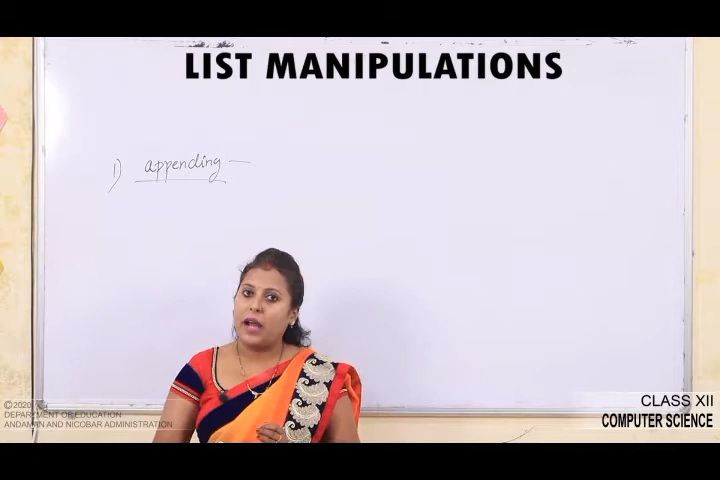 LIST MANIPULATIONS
1) appending —
©2020
DEPARTMENT OF EDUCATION
ANDAMAN AND NICOBAR ADMINISTRATION
CLASS XII
COMPUTER SCIENCE